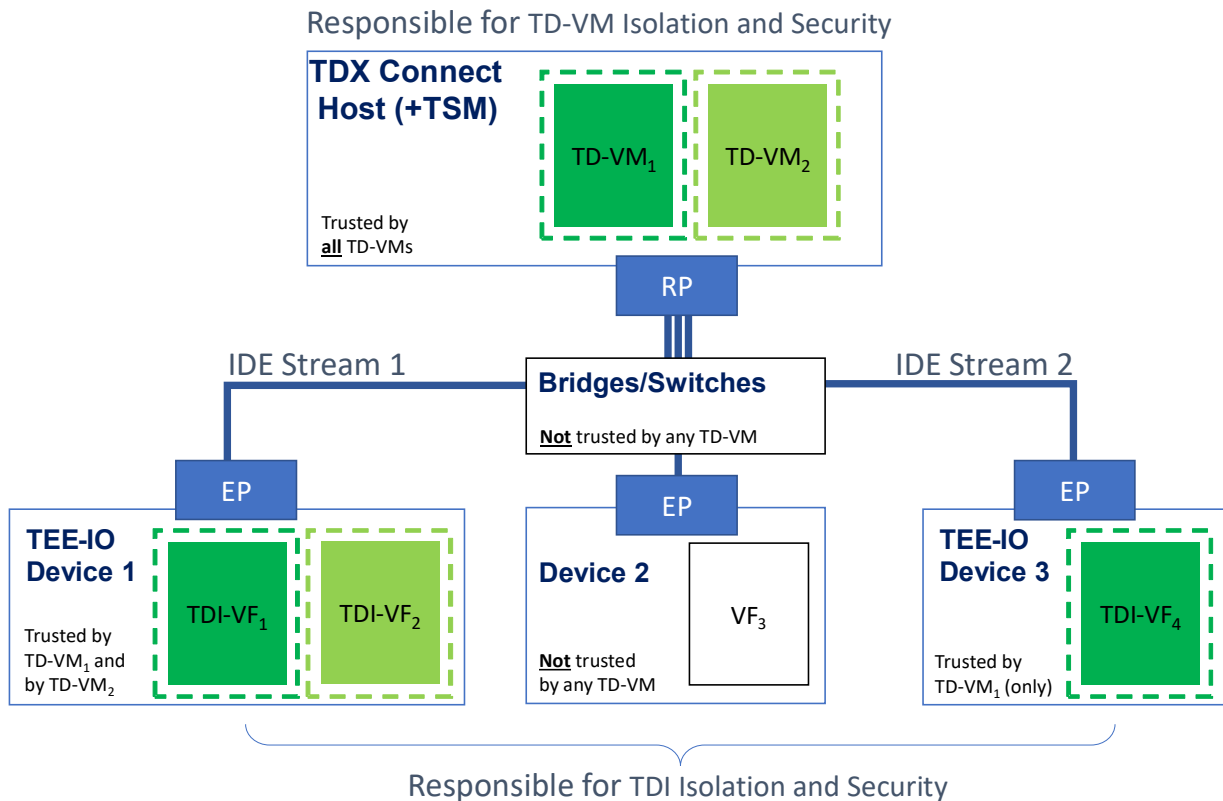 Responsible for TD-VM Isolation and Security
TDX Connect
Host (+TSM)
TD-VM₁
TD-VM₂
Trusted by
all TD-VMs
RP
IDE Stream 1
IDE Stream 2
Bridges/Switches
Not trusted by any TD-VM
EP
EP
EP
TEE-IO
Device 1
TDI-VF₁
TDI-VF₂
Trusted by
TD-VM₁ and
by TD-VM₂
Device 2
VF₃
Not trusted
by any TD-VM
TEE-IO
Device 3
TDI-VF₄
Trusted by
TD-VM₁ (only)
Responsible for TDI Isolation and Security